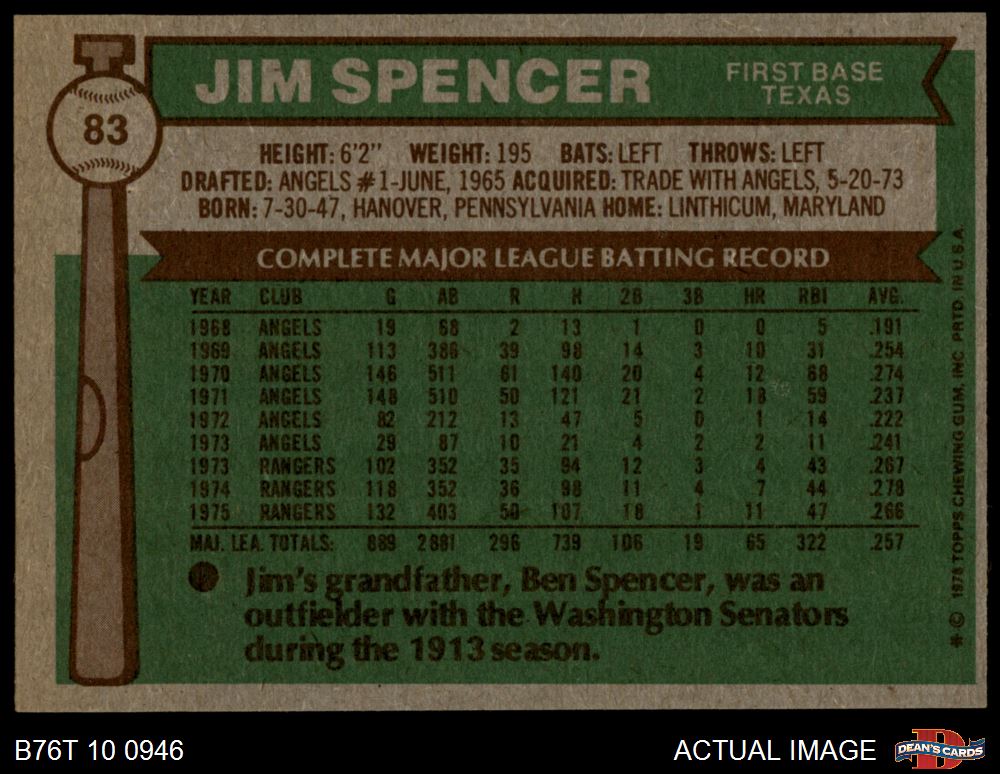 83
JIM SPENCER
FIRST BASE
TEXAS
HEIGHT: 6'2" WEIGHT: 195 BATS: LEFT THROWS: LEFT
DRAFTED: ANGELS #1-JUNE, 1965 ACQUIRED: TRADE WITH ANGELS, 5-20-73
BORN: 7-30-47, HANOVER, PENNSYLVANIA HOME: LINTHICUM, MARYLAND
COMPLETE MAJOR LEAGUE BATTING RECORD
YEAR CLUB G AB R H 2B 3B HR RBI AVG.
1968 ANGELS 19 68 2 13 1 0 0 5 .191
1969 ANGELS 113 386 39 98 14 3 10 31 .254
1970 ANGELS 146 511 61 140 20 4 12 68 .274
1971 ANGELS 148 510 50 121 21 2 18 59 .237
1972 ANGELS 82 212 13 47 5 0 1 14 .222
1973 ANGELS 29 87 10 21 4 2 2 11 .241
1973 RANGERS 102 352 35 94 12 3 4 43 .267
1974 RANGERS 118 352 36 98 11 4 7 44 .278
1975 RANGERS 132 403 50 107 18 1 11 47 .266
MAJ. LEA. TOTALS: 889 2881 296 739 106 19 65 322 .257
Jim's grandfather, Ben Spencer, was an
outfielder with the Washington Senators
during the 1913 season.
* © 1976 TOPPS CHEWING GUM, INC. PRTD. IN U.S.A.
B76T 10 0946
ACTUAL IMAGE
D
DEAN'S CARDS